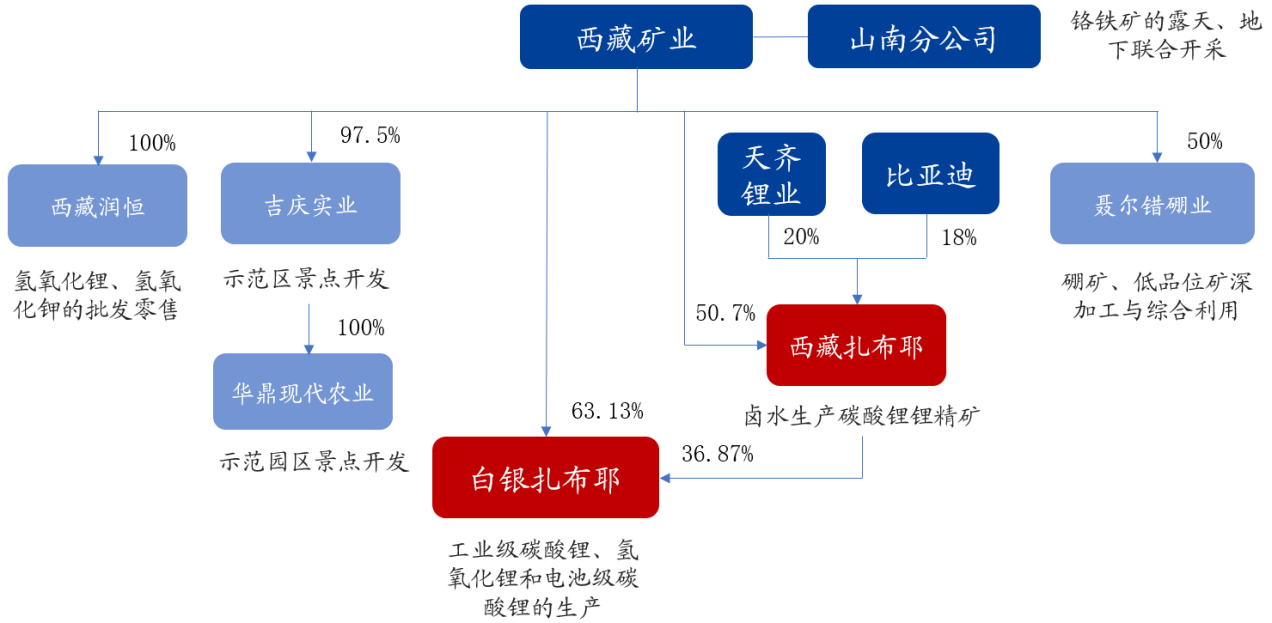 西藏矿业
山南分公司
铬铁矿的露天、地
下联合开采
100%
97.5%
50%
西藏润恒
吉庆实业
天齐
锂业
比亚迪
聂尔错硼业
20%
18%
氢氧化锂、氢氧
化钾的批发零售
示范区景点开发
硼矿、低品位矿深
加工与综合利用
100%
50.7%
西藏扎布耶
华鼎现代农业
63.13%
卤水生产碳酸锂锂精矿
示范园区景点开发
36.87%
白银扎布耶
工业级碳酸锂、氢
氧化锂和电池级碳
酸锂的生产